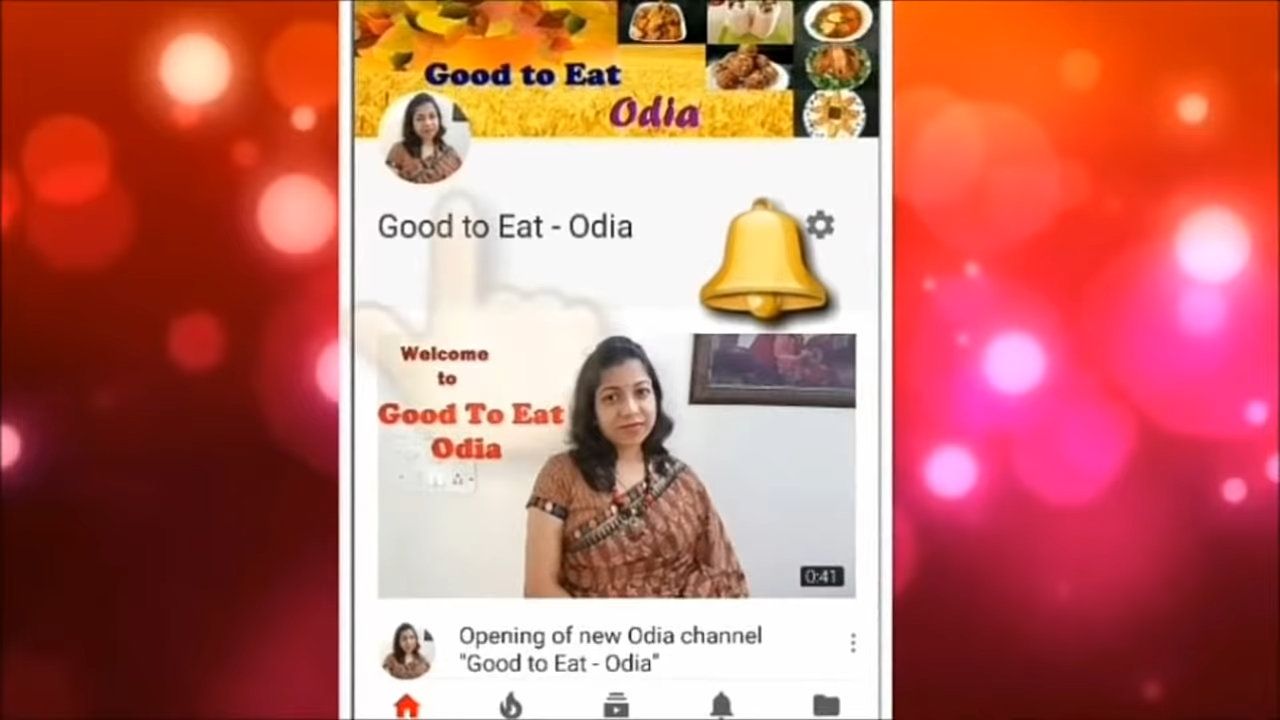 Good to Eat
Odia
Good to Eat - Odia
Welcome
to
Good To Eat
Odia
0:41
Opening of new Odia channel
"Good to Eat - Odia"